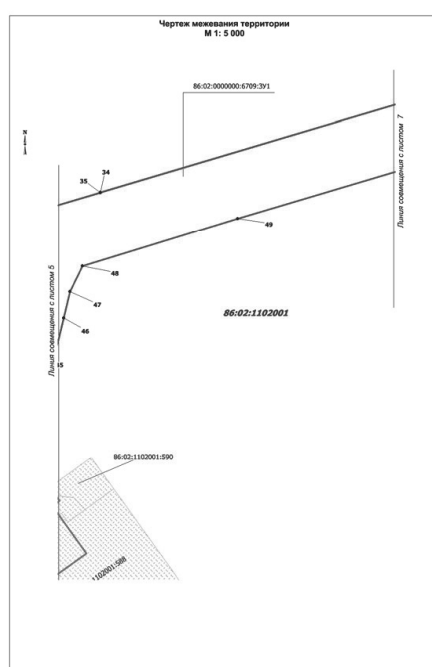 Чертеж межевания территории
М 1: 5 000
86:02:0000000:6709:ЗУ1
N
Линия совмещения с листом 7
35
34
49
Линия совмещения с листом 5
48
47
46
86:02:1102001
35
86:02:1102001:590
1102001:588